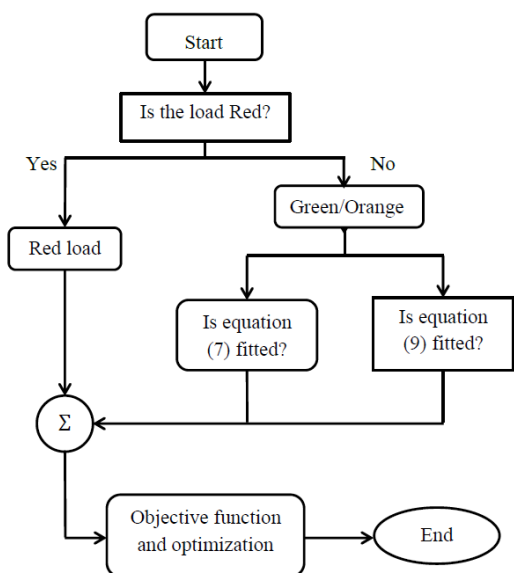 Start
Is the load Red?
Yes
No
Green/Orange
Red load
Is equation
(7) fitted?
Is equation
(9) fitted?
Σ
Objective function
and optimization
End